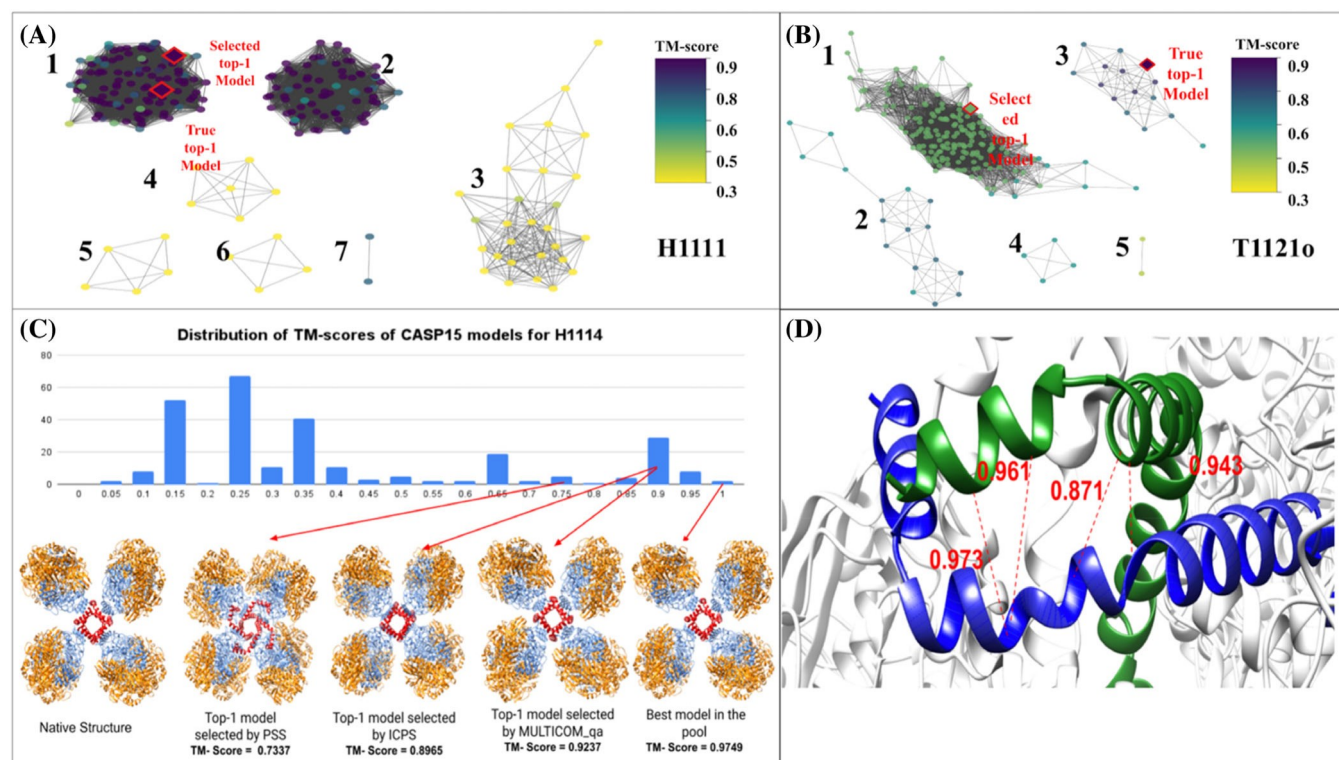 (A)
1
Selected
top-1
Model
2
True
top-1
Model
3
4
5
6
7
TM-score
0.9
0.8
0.6
0.5
0.3
H1111
(B)
1
Select
ed
top-1
Model
2
3
True
top-1
Model
4
5
TM-score
0.9
0.8
0.6
0.5
0.3
T1121o
(C)
Distribution of TM-scores of CASP15 models for H1114
80
60
40
20
0
0 0.05 0.1 0.15 0.2 0.25 0.3 0.35 0.4 0.45 0.5 0.55 0.6 0.65 0.7 0.75 0.8 0.85 0.9 0.95 1
Native Structure
Top-1 model
selected by PSS
TM- Score = 0.7337
Top-1 model selected
by ICPS
TM- Score = 0.8965
Top-1 model selected
by MULTICOM_qa
TM- Score = 0.9237
Best model in the
pool
TM- Score = 0.9749
(D)
0.961
0.871
0.943
0.973